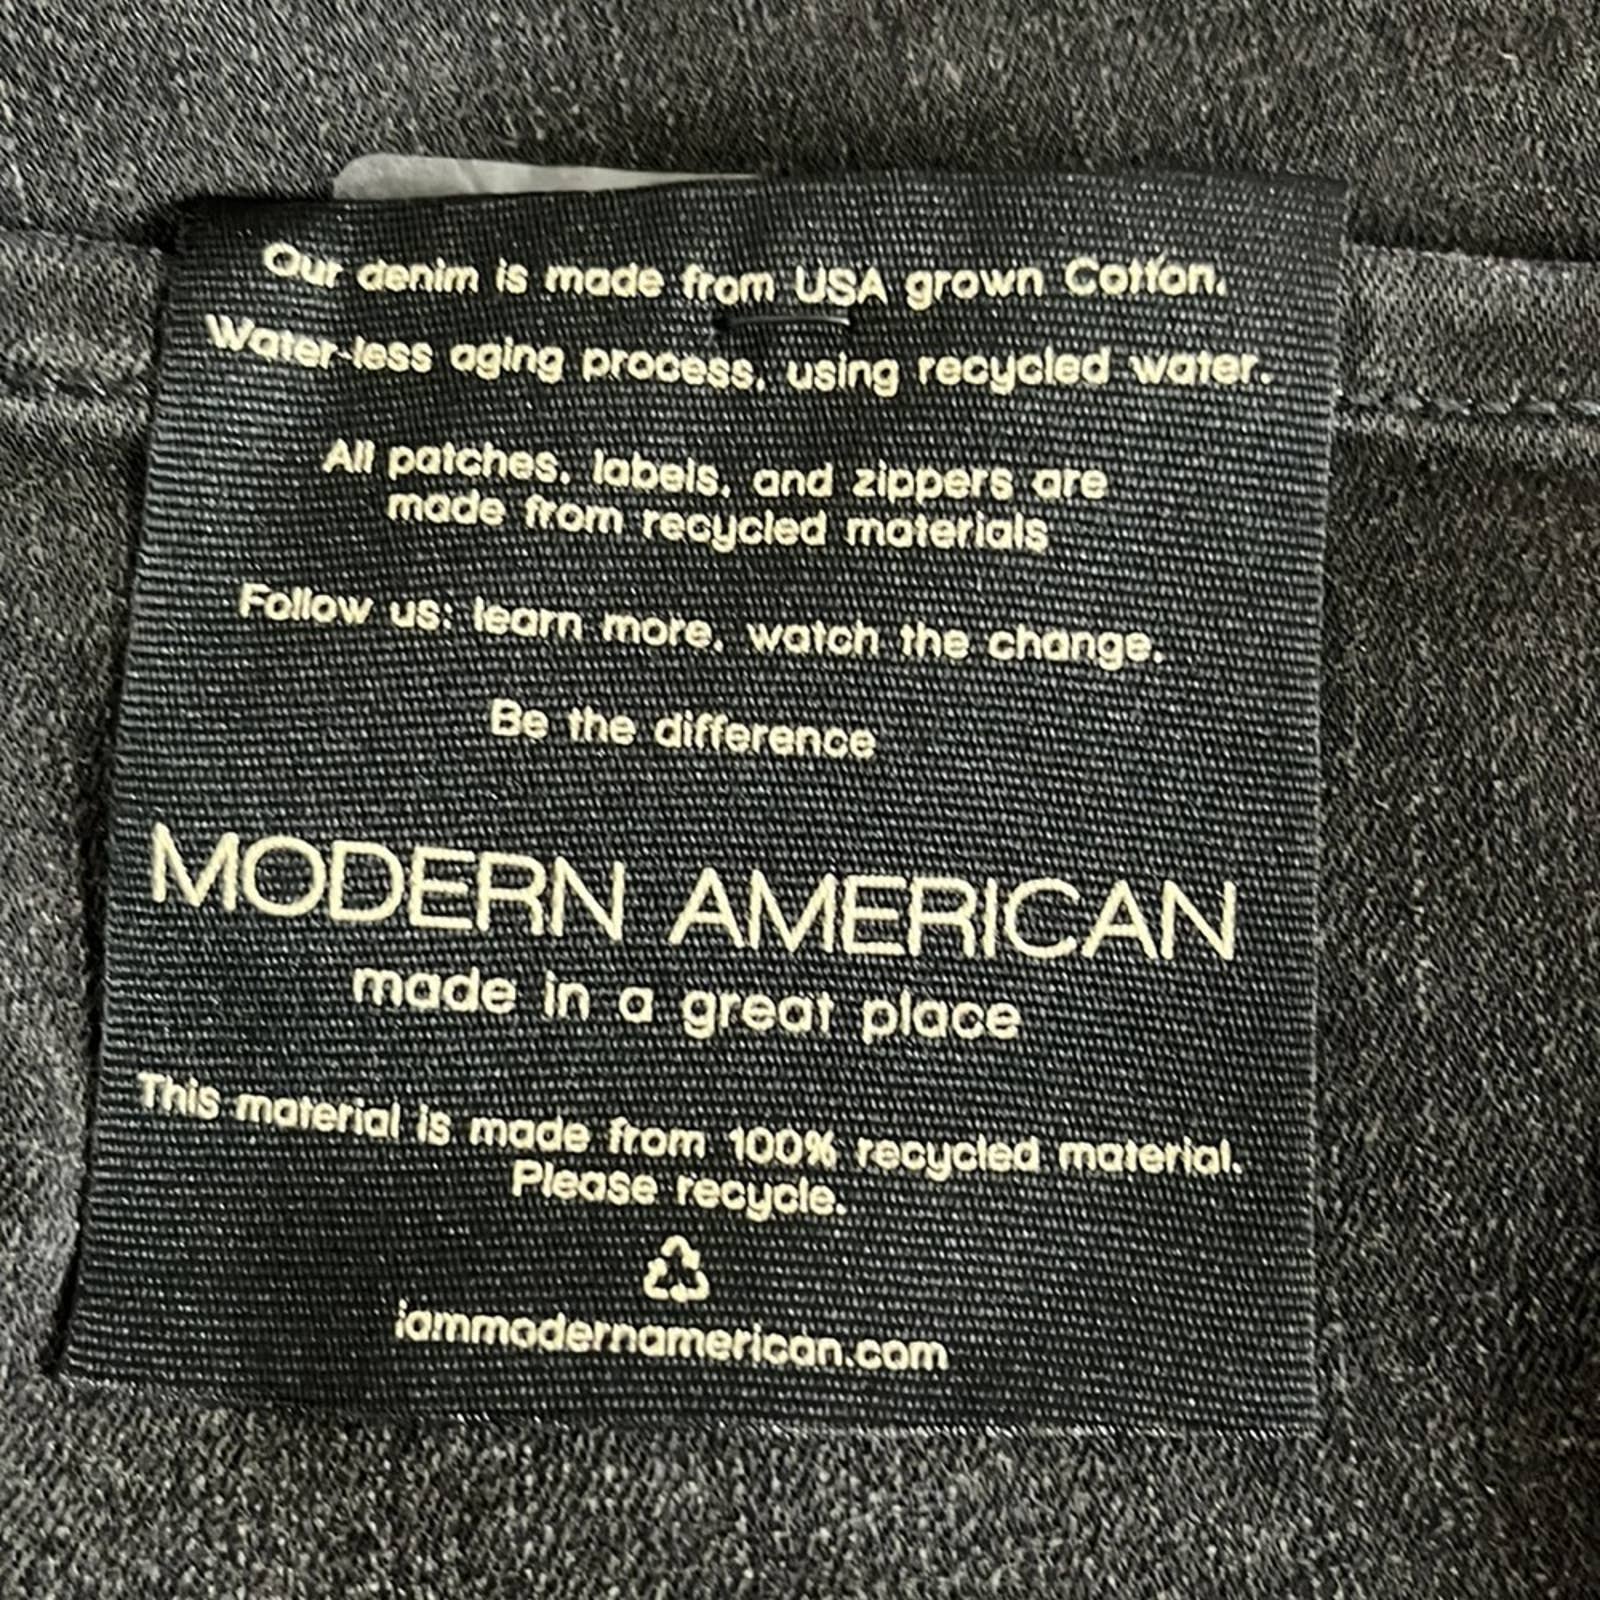 Our denim is made from USA grown Cotton.
Water-less aging process, using recycled water.
All patches, labels, and zippers are
made from recycled materials
Follow us: learn more, watch the change.
Be the difference
MODERN AMERICAN
made in a great place
This material is made from 100% recycled material.
Please recycle.
iammodernamerican.com